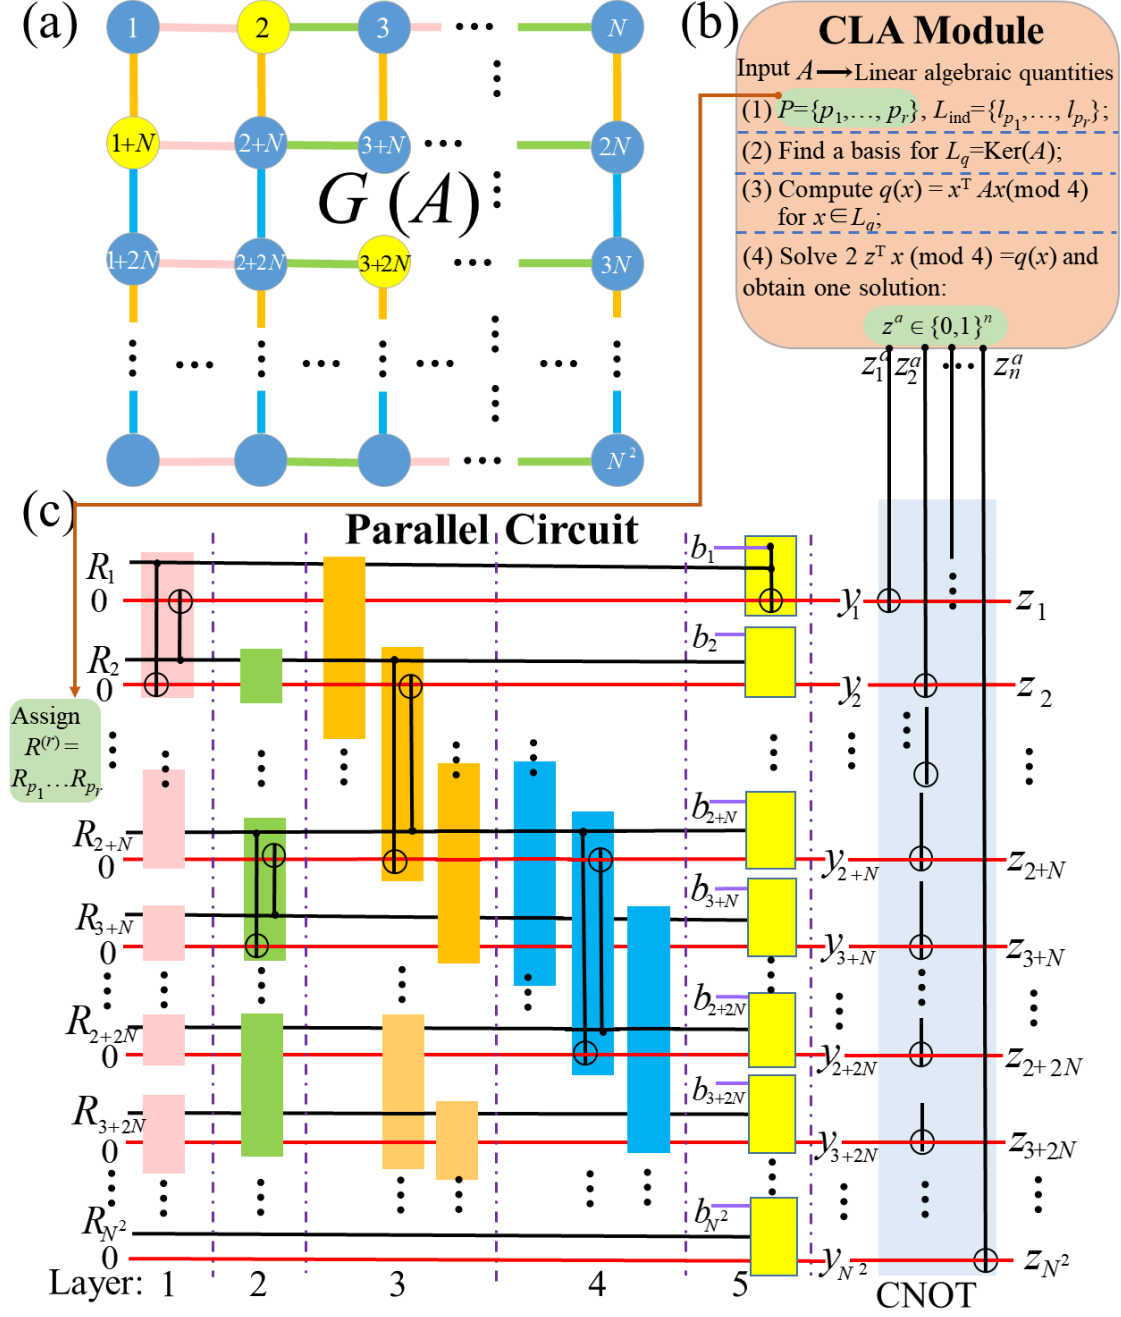 (a)
1 2 3 ··· N
1+N 2+N 3+N ··· 2N
G (A)
1+2N 2+2N 3+2N ··· 3N
N²
(b)
CLA Module
Input A → Linear algebraic quantities
(1) P={p₁,..., pᵣ}, L_ind={l_p₁,..., l_pᵣ};
(2) Find a basis for L_q=Ker(A);
(3) Compute q(x) = xᵀ Ax(mod 4)
for x∈L_q;
(4) Solve 2 zᵀ x (mod 4) =q(x) and
obtain one solution:
zᵃ ∈ {0,1}ⁿ
z₁ᵃ z₂ᵃ ···· zₙᵃ
(c)
Parallel Circuit
R₁ b₁
0 y₁ z₁
R₂ b₂
0 y₂ z₂
Assign
R⁽ʳ⁾ =
R_p₁...R_pᵣ
R₂₊N b₂₊N
0 y₂₊N z₂₊N
R₃₊N b₃₊N
0 y₃₊N z₃₊N
R₂₊₂N b₂₊₂N
0 y₂₊₂N z₂₊₂N
R₃₊₂N b₃₊₂N
0 y₃₊₂N z₃₊₂N
R_N² b_N²
0 y_N² z_N²
Layer: 1 2 3 4 5
CNOT